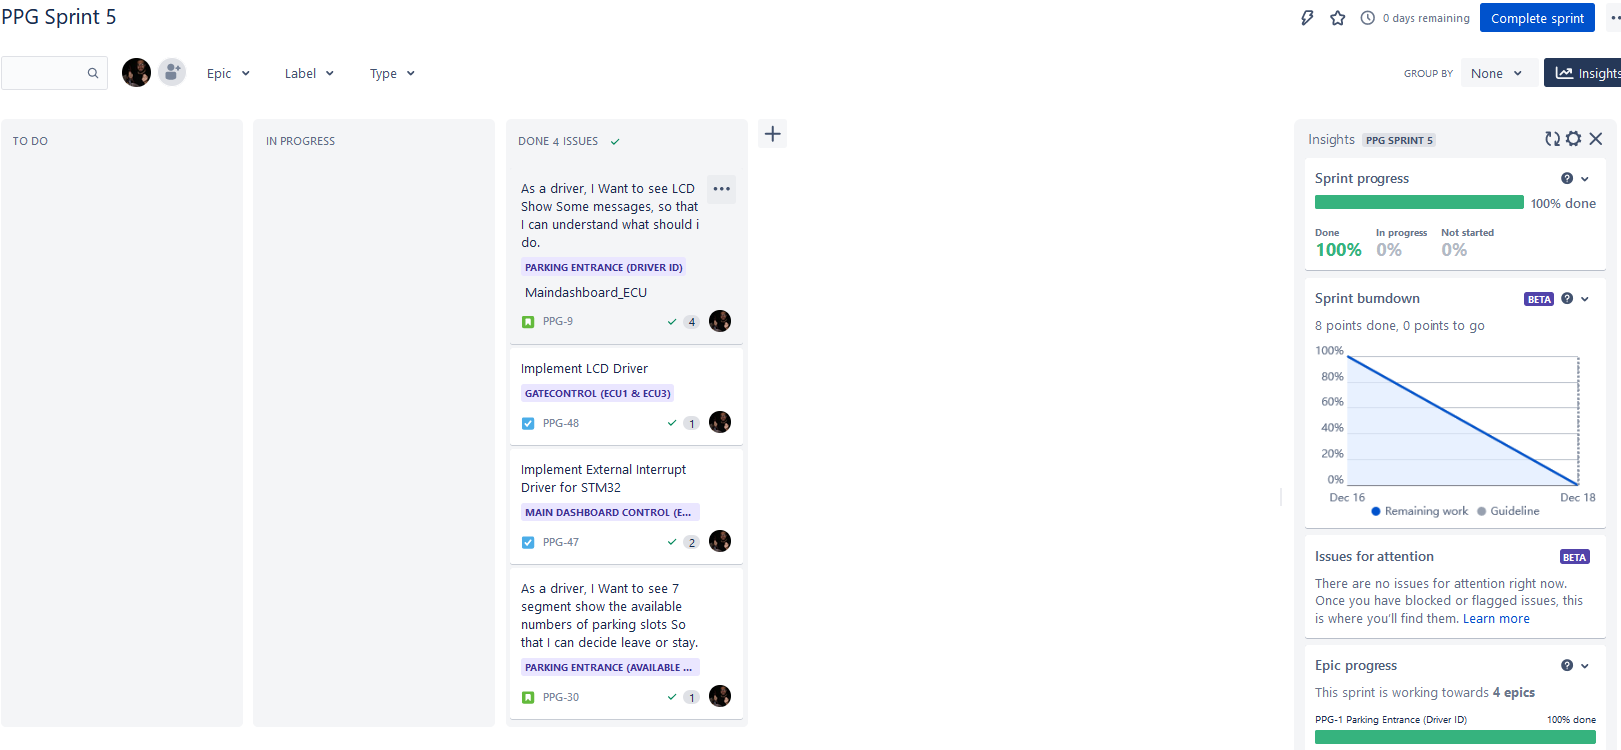 PPG Sprint 5
0 days remaining
Complete sprint
Epic
Label
Type
GROUP BY
None
Insights
TO DO
IN PROGRESS
DONE 4 ISSUES
As a driver, I Want to see LCD
Show Some messages, so that
I can understand what should i
do.
PARKING ENTRANCE (DRIVER ID)
Maindashboard_ECU
PPG-9
4
Implement LCD Driver
GATECONTROL (ECU1 & ECU3)
PPG-48
1
Implement External Interrupt
Driver for STM32
MAIN DASHBOARD CONTROL (E...
PPG-47
2
As a driver, I Want to see 7
segment show the available
numbers of parking slots So
that I can decide leave or stay.
PARKING ENTRANCE (AVAILABLE ...
PPG-30
1
Insights PPG SPRINT 5
Sprint progress
100% done
Done In progress Not started
100% 0% 0%
Sprint burndown BETA
8 points done, 0 points to go
100%
80%
60%
40%
20%
0%
Dec 16 Dec 18
Remaining work Guideline
Issues for attention BETA
There are no issues for attention right now.
Once you have blocked or flagged issues, this
is where you'll find them. Learn more
Epic progress
This sprint is working towards 4 epics
PPG-1 Parking Entrance (Driver ID) 100% done